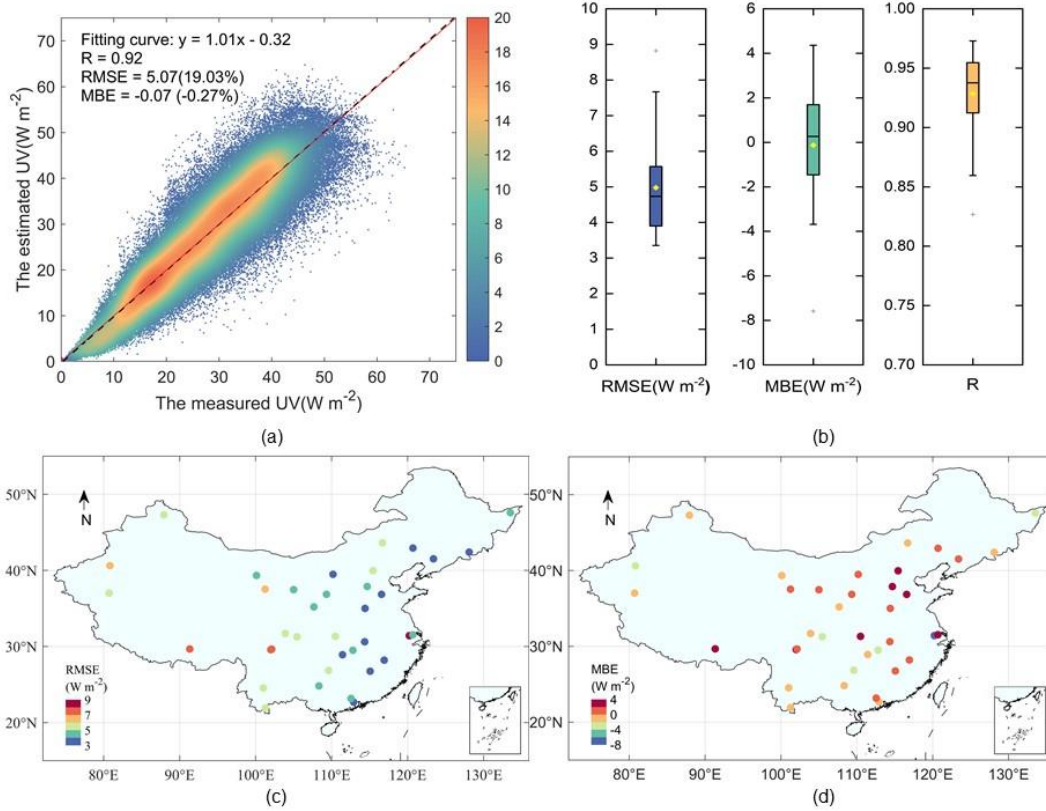 Fitting curve: y = 1.01x - 0.32
R = 0.92
RMSE = 5.07(19.03%)
MBE = -0.07 (-0.27%)
The estimated UV(W m-2)
70
60
50
40
30
20
10
0
0 10 20 30 40 50 60 70
The measured UV(W m-2)
20
18
16
14
12
10
8
6
4
2
0
(a)
10
9
8
7
6
5
4
3
2
1
0
RMSE(W m-2)
6
4
2
0
-2
-4
-6
-8
-10
MBE(W m-2)
1.00
0.95
0.90
0.85
0.80
0.75
0.70
R
(b)
50°N
40°N
30°N
20°N
N
RMSE
(W m-2)
9
7
5
3
80°E 90°E 100°E 110°E 120°E 130°E
(c)
50°N
40°N
30°N
20°N
N
MBE
(W m-2)
4
0
-4
-8
80°E 90°E 100°E 110°E 120°E 130°E
(d)